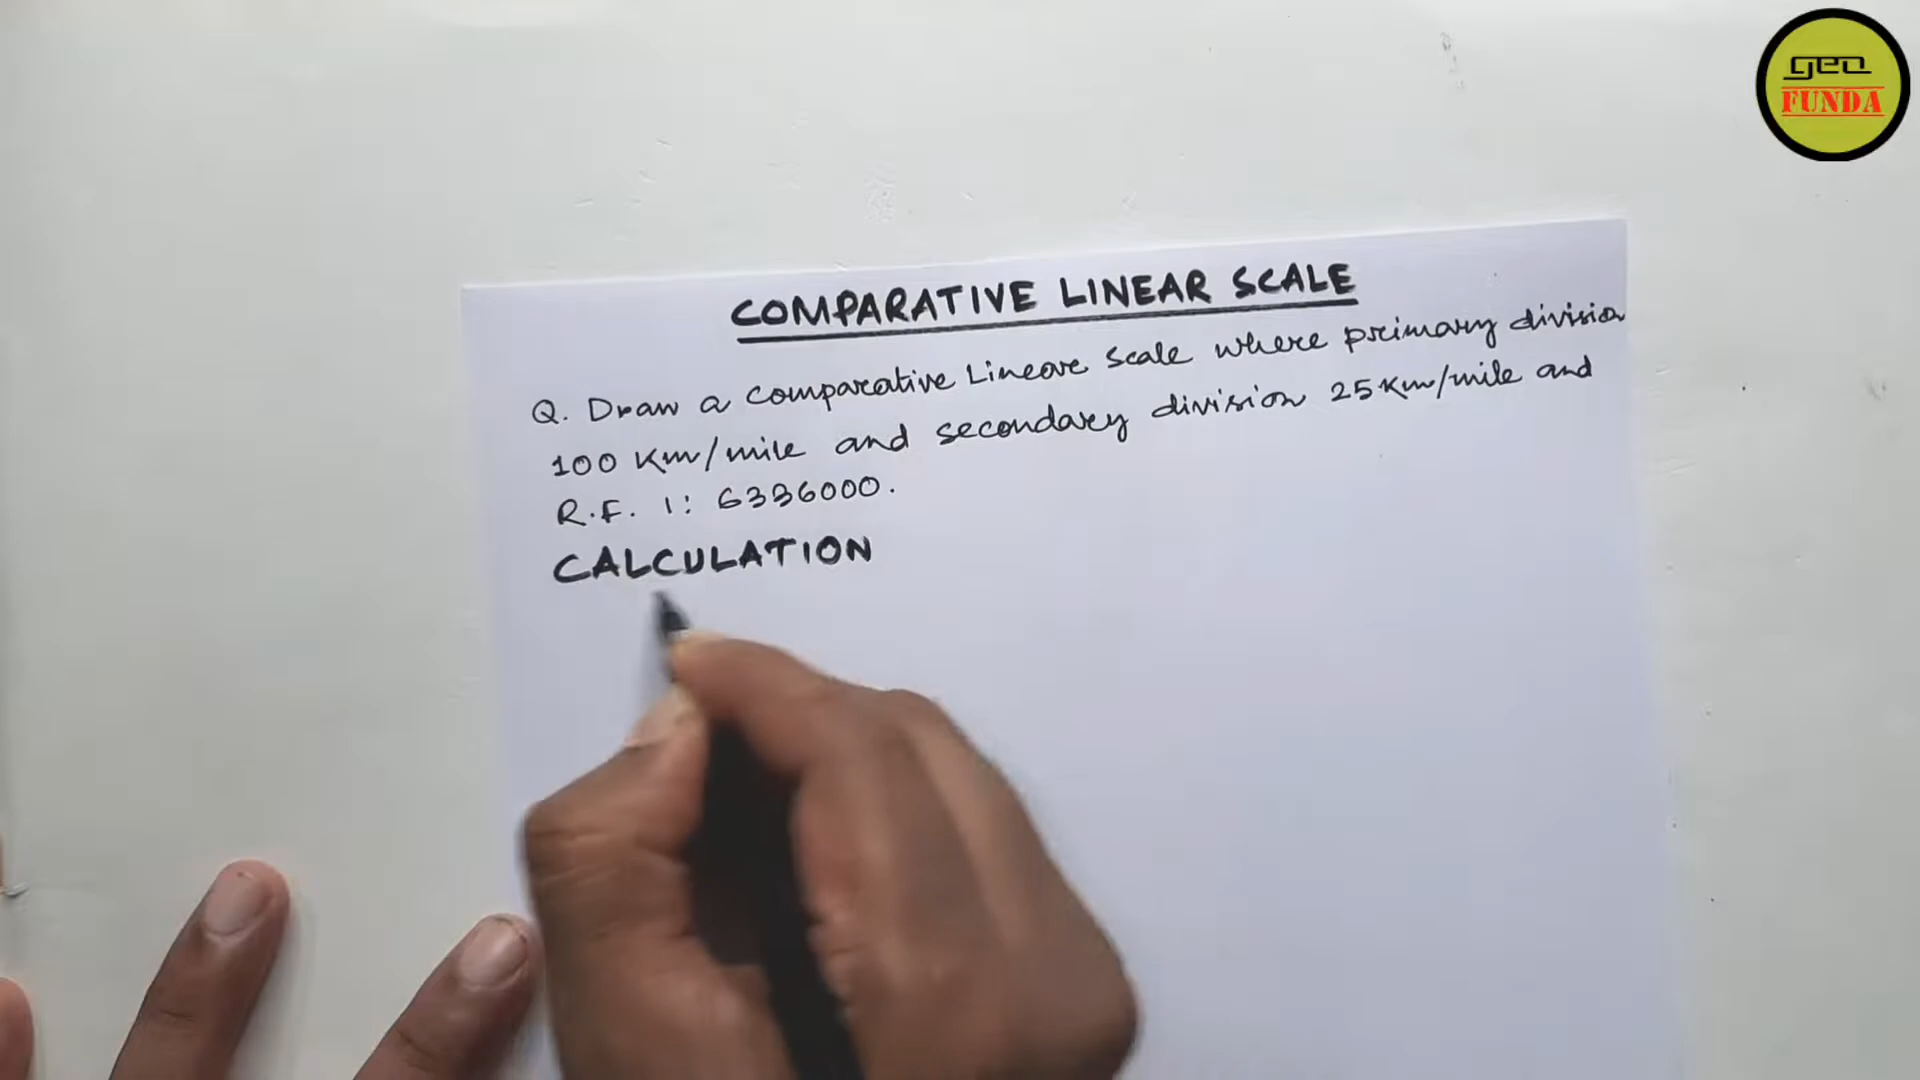 geo
FUNDA
COMPARATIVE LINEAR SCALE
Q. Draw a comparative Linear Scale where primary division
100 Km/mile and secondary division 25 Km/mile and
R.F. 1: 6336000.
CALCULATION